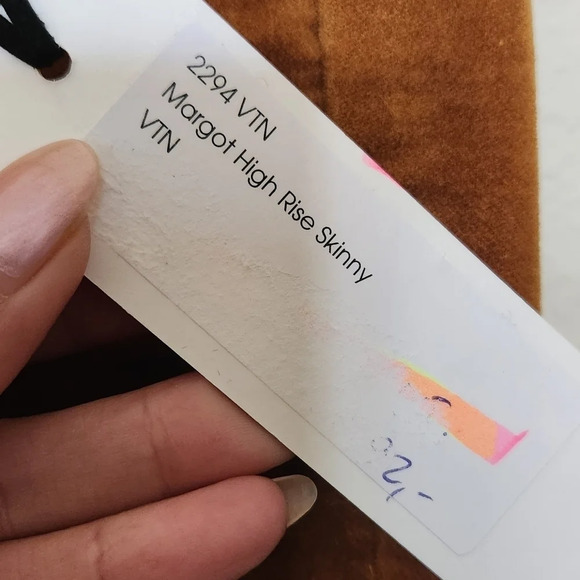 2294 VTN
Margot High Rise Skinny
VTN